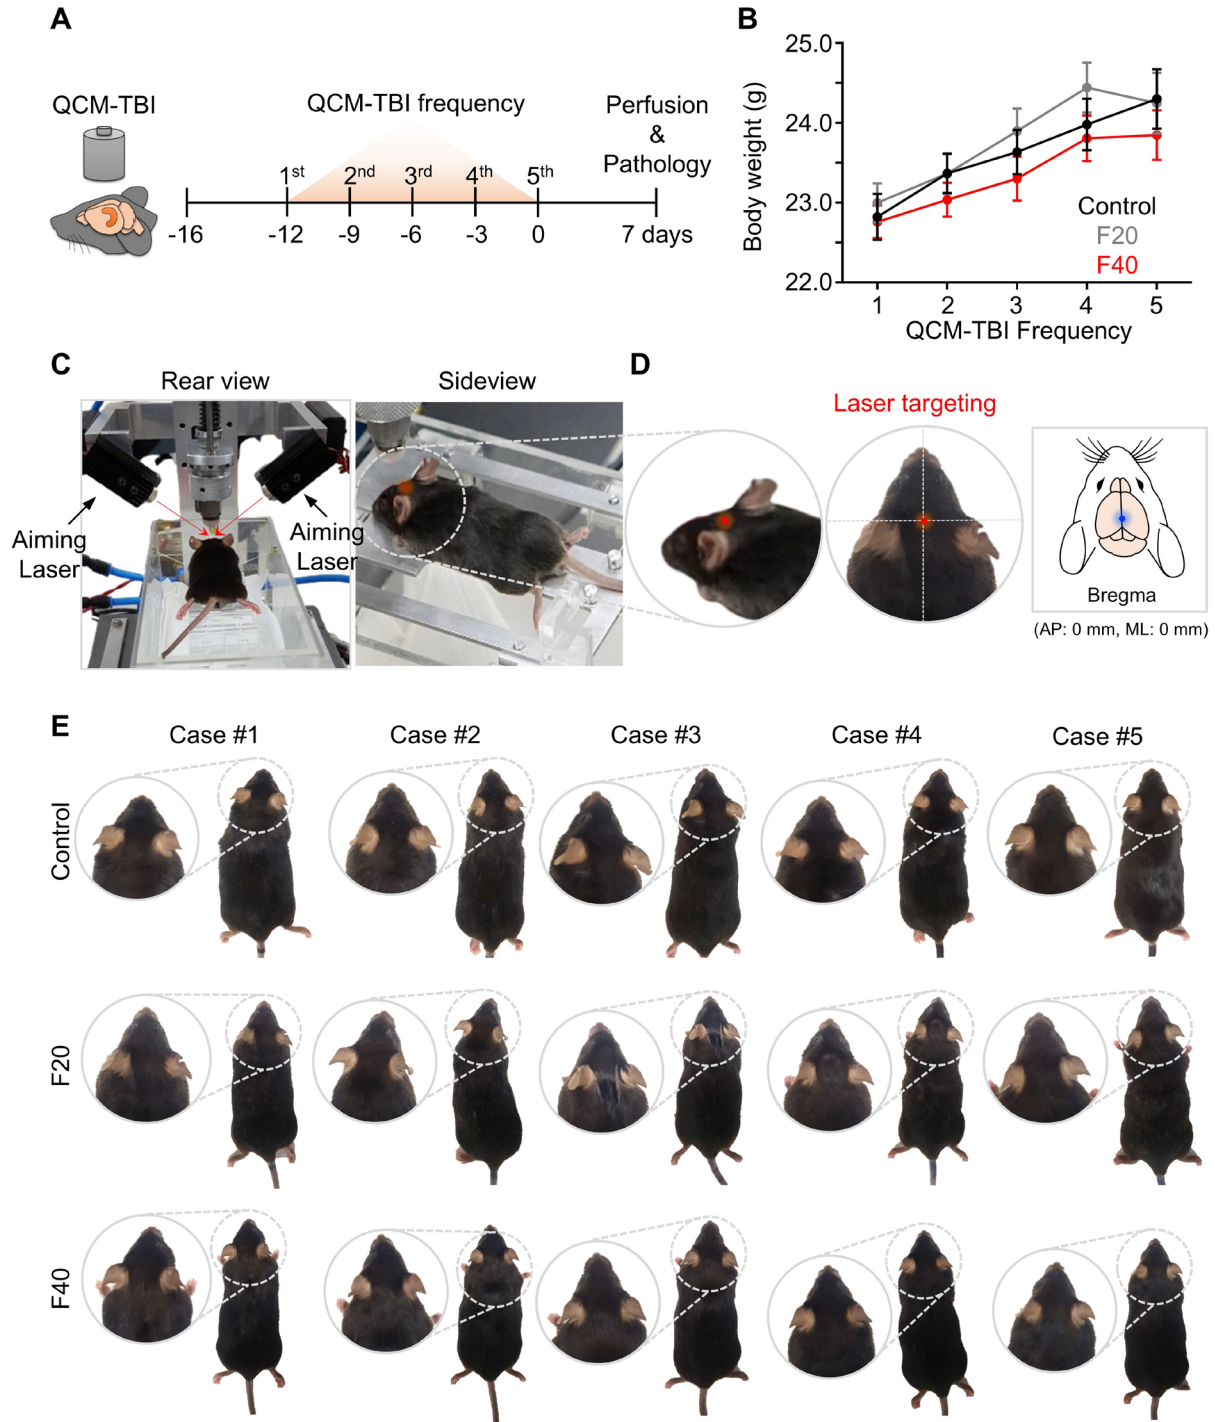 A
QCM-TBI
QCM-TBI frequency
Perfusion
&
Pathology
1st
2nd
3rd
4th
5th
-16
-12
-9
-6
-3
0
7 days
B
Body weight (g)
25.0
24.0
23.0
22.0
Control
F20
F40
1
2
3
4
5
QCM-TBI Frequency
C
Rear view
Sideview
Aiming
Laser
Aiming
Laser
D
Laser targeting
Bregma
(AP: 0 mm, ML: 0 mm)
E
Case #1
Case #2
Case #3
Case #4
Case #5
Control
F20
F40